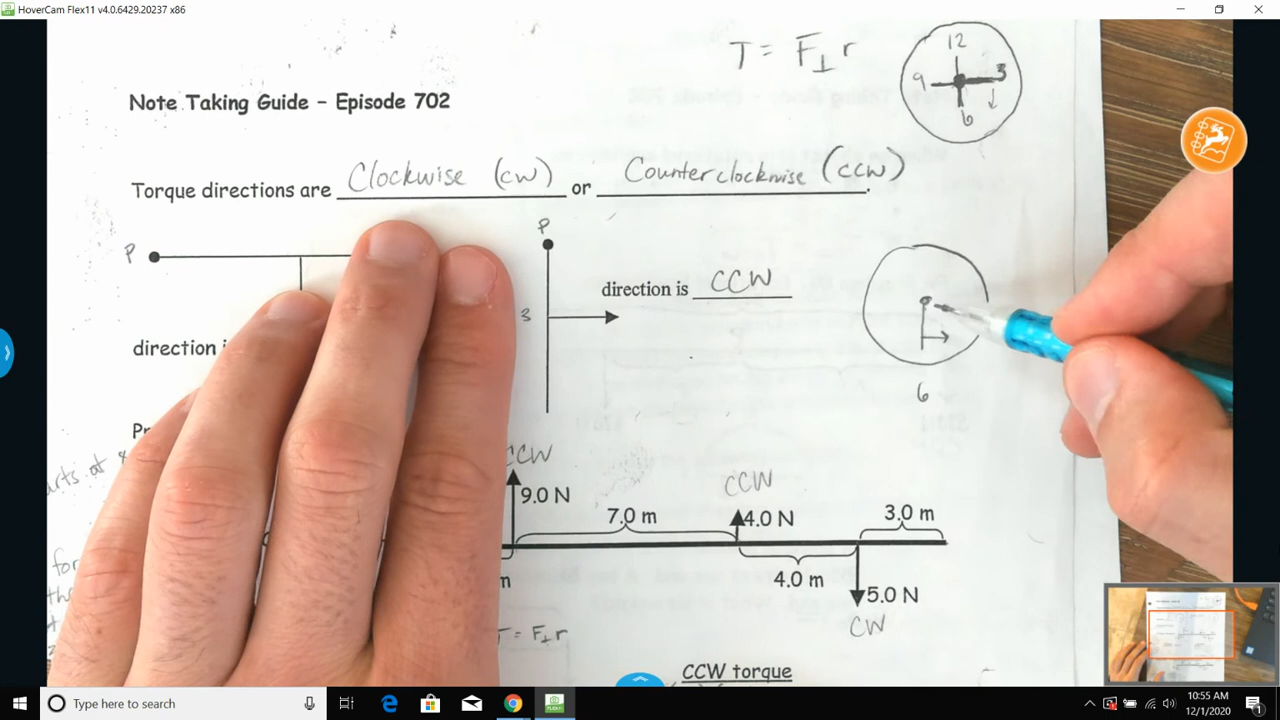 HoverCam Flex11 v4.0.6429.20237 x86
T = F⊥ r
12
9
3
6
Note Taking Guide - Episode 702
Torque directions are Clockwise (cw) or Counterclockwise (ccw).
P
P
3
direction is CCW
direction
6
arts at
for
CCW
9.0 N
7.0 m
CCW
4.0 N
3.0 m
4.0 m
5.0 N
CW
m
T = F⊥r
CCW torque
Type here to search
10:55 AM
12/1/2020